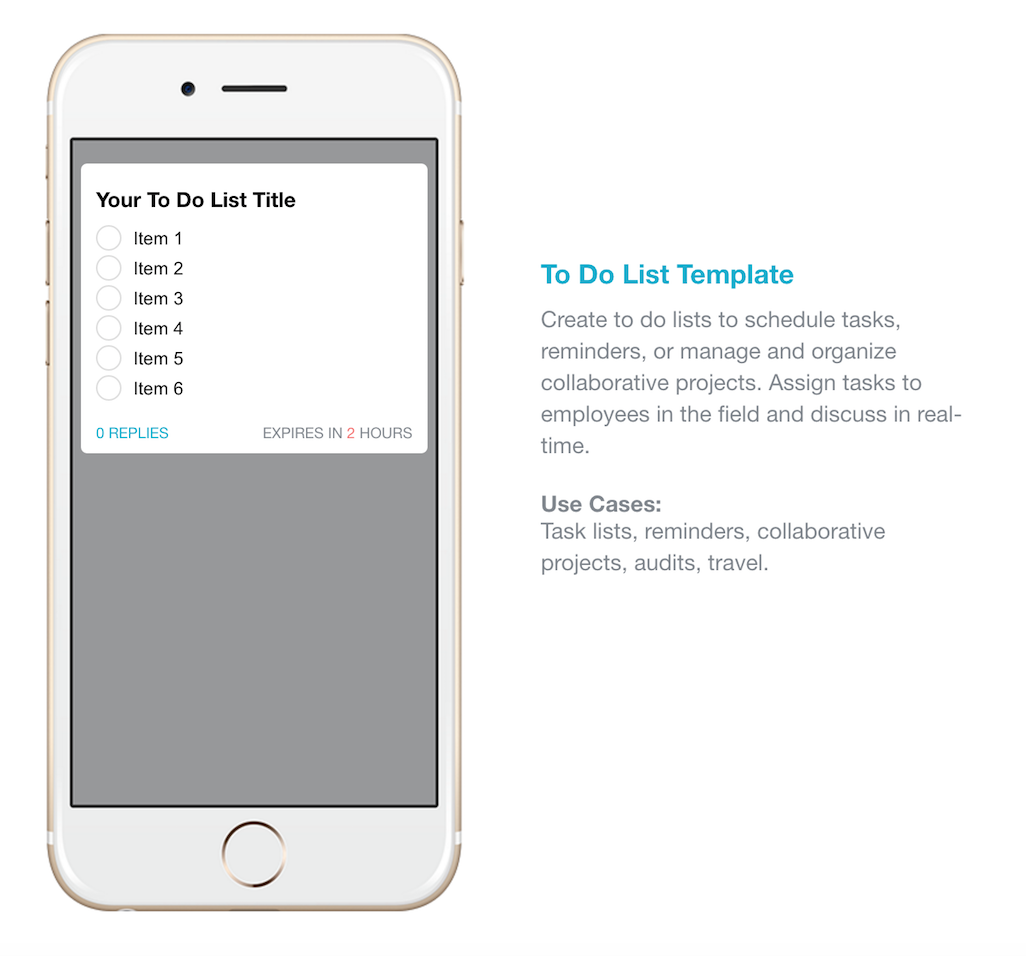 Your To Do List Title
Item 1
Item 2
Item 3
Item 4
Item 5
Item 6
0 REPLIES EXPIRES IN 2 HOURS
To Do List Template
Create to do lists to schedule tasks,
reminders, or manage and organize
collaborative projects. Assign tasks to
employees in the field and discuss in real-
time.
Use Cases:
Task lists, reminders, collaborative
projects, audits, travel.